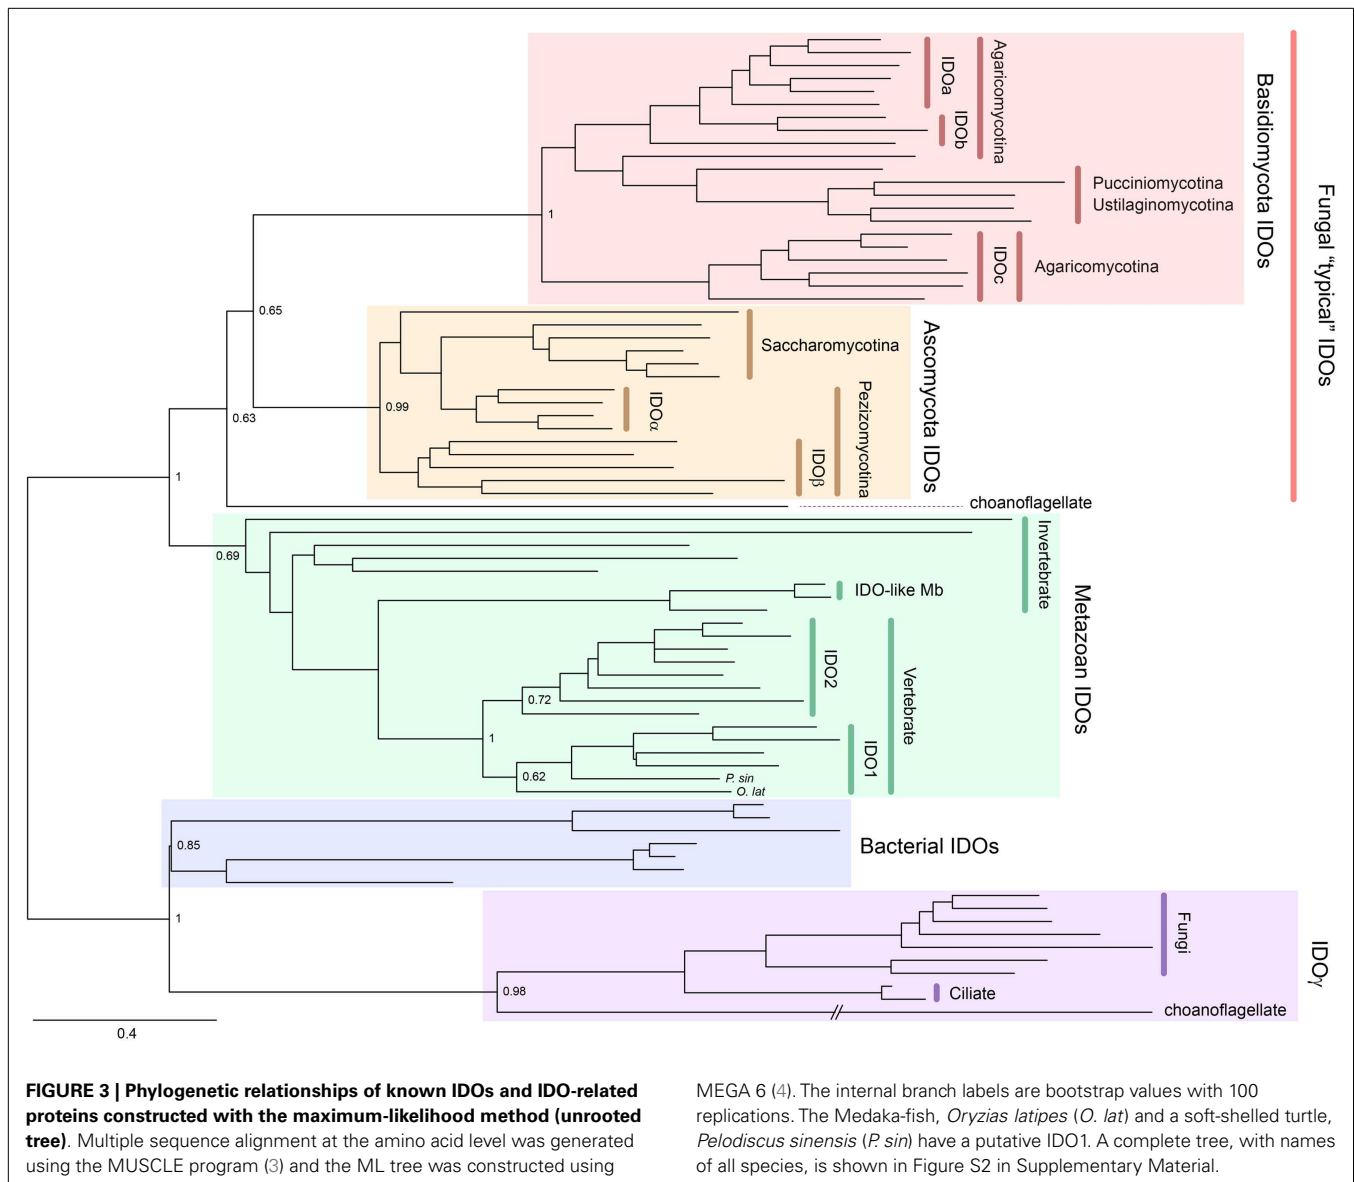 IDOa
Agaricomycotina
IDOb
Basidiomycota IDOs
Pucciniomycotina
Ustilaginomycotina
Fungal “typical” IDOs
1
IDOc
Agaricomycotina
0.65
Saccharomycotina
Ascomycota IDOs
0.99
0.63
IDOα
Pezizomycotina
IDOβ
1
choanoflagellate
0.69
Invertebrate
IDO-like Mb
Metazoan IDOs
IDO2
Vertebrate
0.72
1
IDO1
0.62
P. sin
O. lat
0.85
Bacterial IDOs
1
Fungi
IDOγ
0.98
Ciliate
choanoflagellate
0.4
FIGURE 3 | Phylogenetic relationships of known IDOs and IDO-related
proteins constructed with the maximum-likelihood method (unrooted
tree). Multiple sequence alignment at the amino acid level was generated
using the MUSCLE program (3) and the ML tree was constructed using
MEGA 6 (4). The internal branch labels are bootstrap values with 100
replications. The Medaka-fish, Oryzias latipes (O. lat) and a soft-shelled turtle,
Pelodiscus sinensis (P. sin) have a putative IDO1. A complete tree, with names
of all species, is shown in Figure S2 in Supplementary Material.